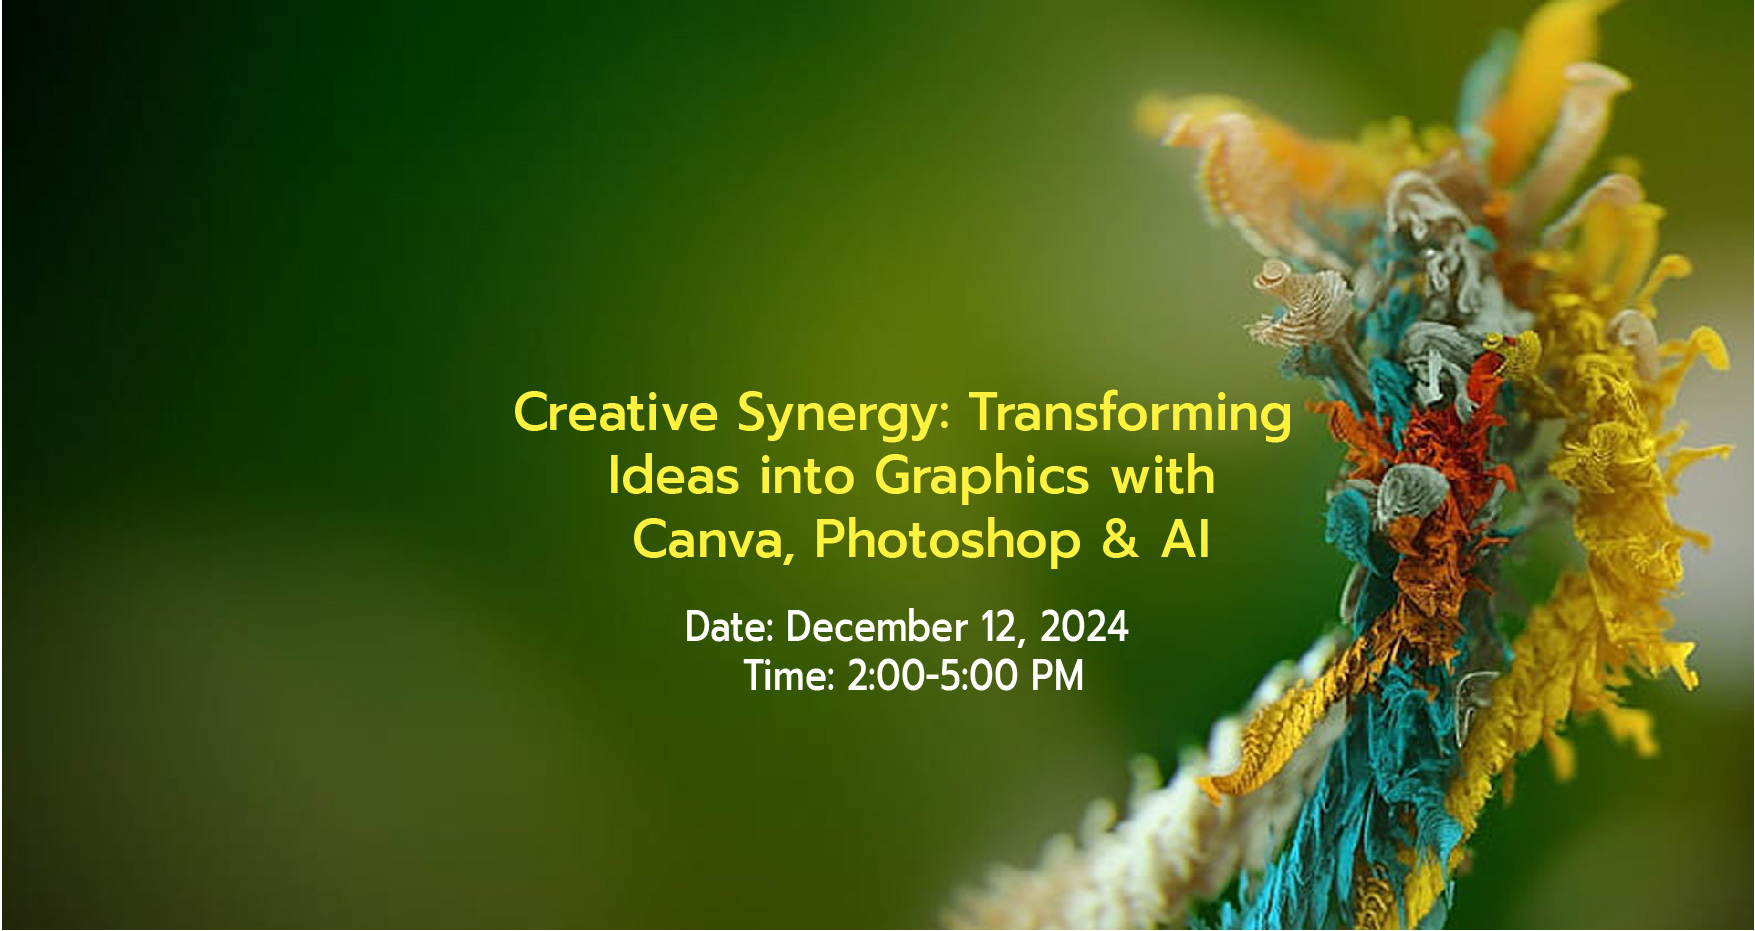 Creative Synergy: Transforming
Ideas into Graphics with
Canva, Photoshop & AI
Date: December 12, 2024
Time: 2:00-5:00 PM